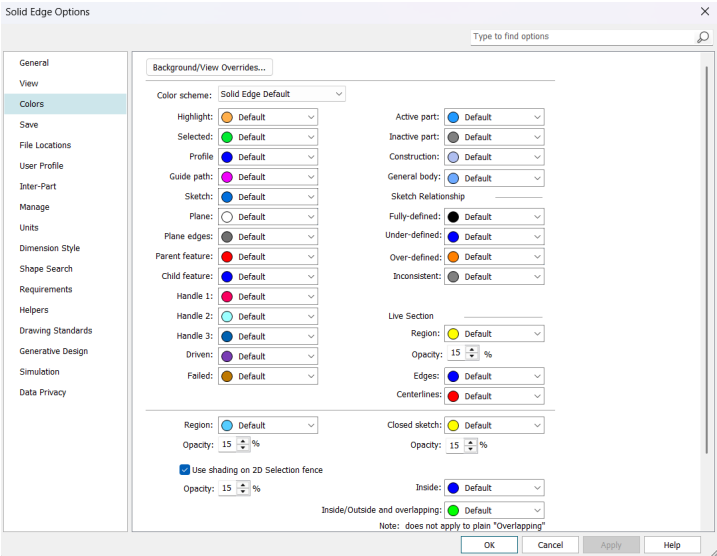 Solid Edge Options
Type to find options
General
View
Colors
Save
File Locations
User Profile
Inter-Part
Manage
Units
Dimension Style
Shape Search
Requirements
Helpers
Drawing Standards
Generative Design
Simulation
Data Privacy
Background/View Overrides...
Color scheme: Solid Edge Default
Highlight: Default
Selected: Default
Profile Default
Guide path: Default
Sketch: Default
Plane: Default
Plane edges: Default
Parent feature: Default
Child feature: Default
Handle 1: Default
Handle 2: Default
Handle 3: Default
Driven: Default
Failed: Default
Active part: Default
Inactive part: Default
Construction: Default
General body: Default
Sketch Relationship
Fully-defined: Default
Under-defined: Default
Over-defined: Default
Inconsistent: Default
Live Section
Region: Default
Opacity: 15 %
Edges: Default
Centerlines: Default
Region: Default
Opacity: 15 %
Closed sketch: Default
Opacity: 15 %
Use shading on 2D Selection fence
Opacity: 15 %
Inside: Default
Inside/Outside and overlapping: Default
Note: does not apply to plain "Overlapping"
OK
Cancel
Apply
Help